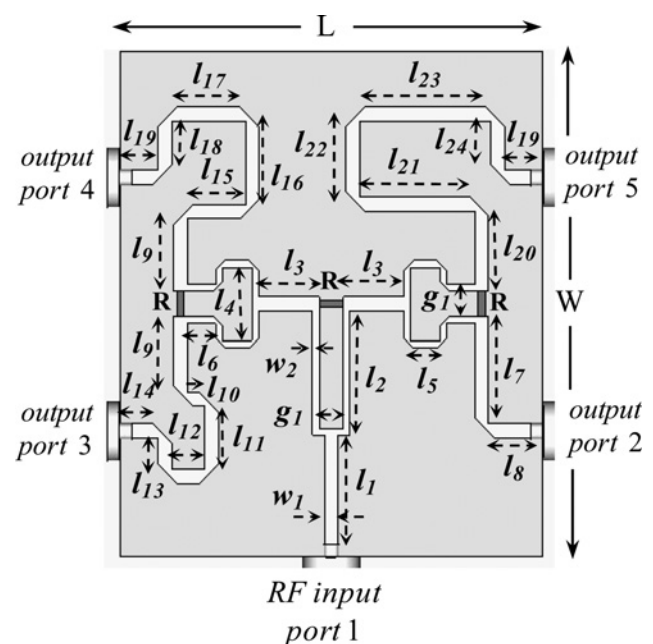 L
l17
l23
l19
l18
l22
l24
l19
output
port 4
l15
l16
l21
output
port 5
l9
l3
R
l3
l20
R
l4
g1
R
W
l9
l6
w2
l2
l5
l7
l14
l10
output
port 3
l12
l11
g1
output
port 2
l13
w1
l1
l8
RF input
port 1